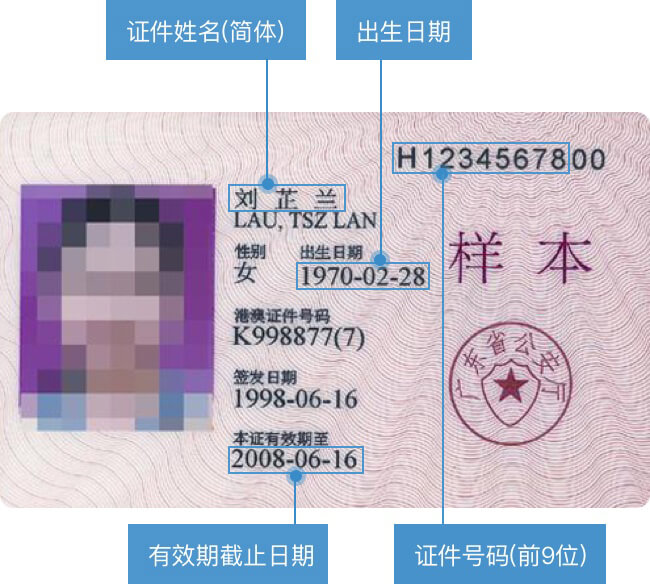 证件姓名(简体)
出生日期
H1234567800
刘 芷 兰
LAU, TSZ LAN
性别 出生日期
女 1970-02-28
样 本
港澳证件号码
K998877(7)
广东省公安厅
签发日期
1998-06-16
本证有效期至
2008-06-16
有效期截止日期
证件号码(前9位)